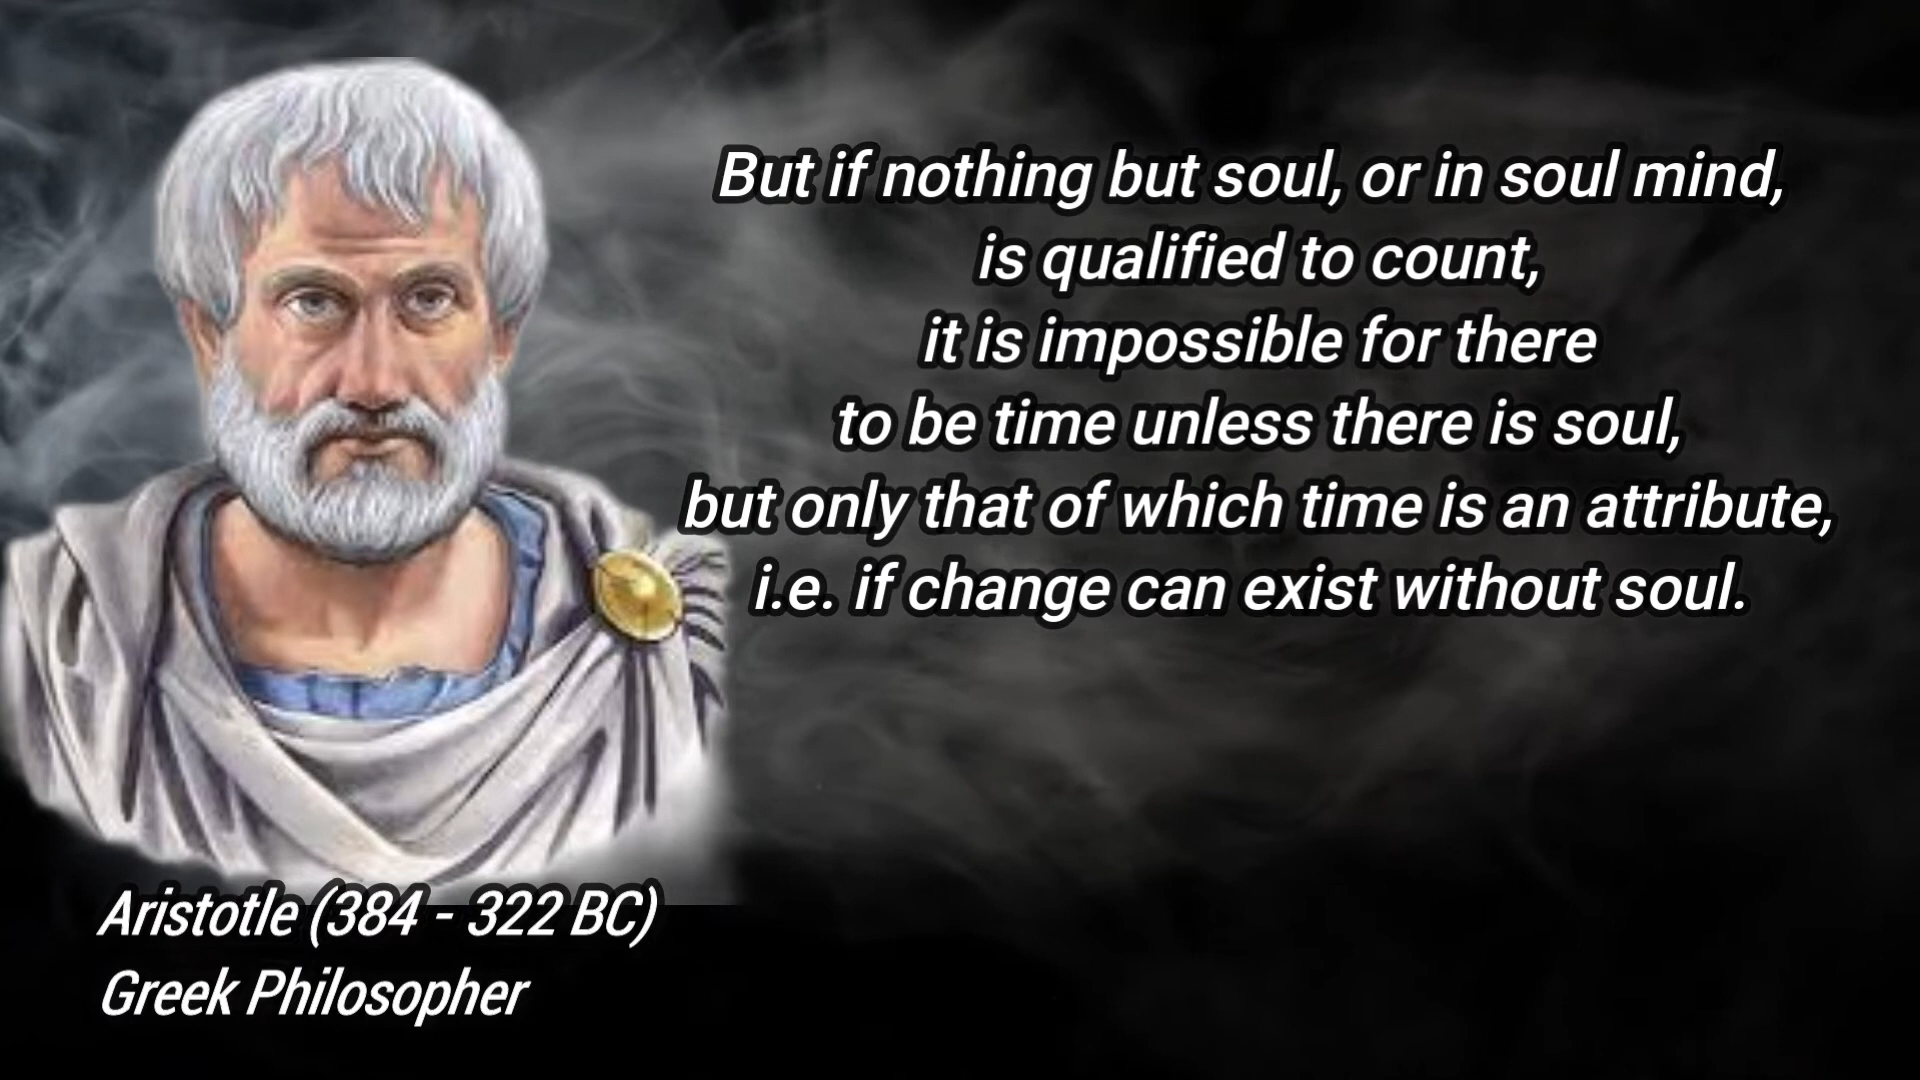 But if nothing but soul, or in soul mind,
is qualified to count,
it is impossible for there
to be time unless there is soul,
but only that of which time is an attribute,
i.e. if change can exist without soul.
Aristotle (384 - 322 BC)
Greek Philosopher